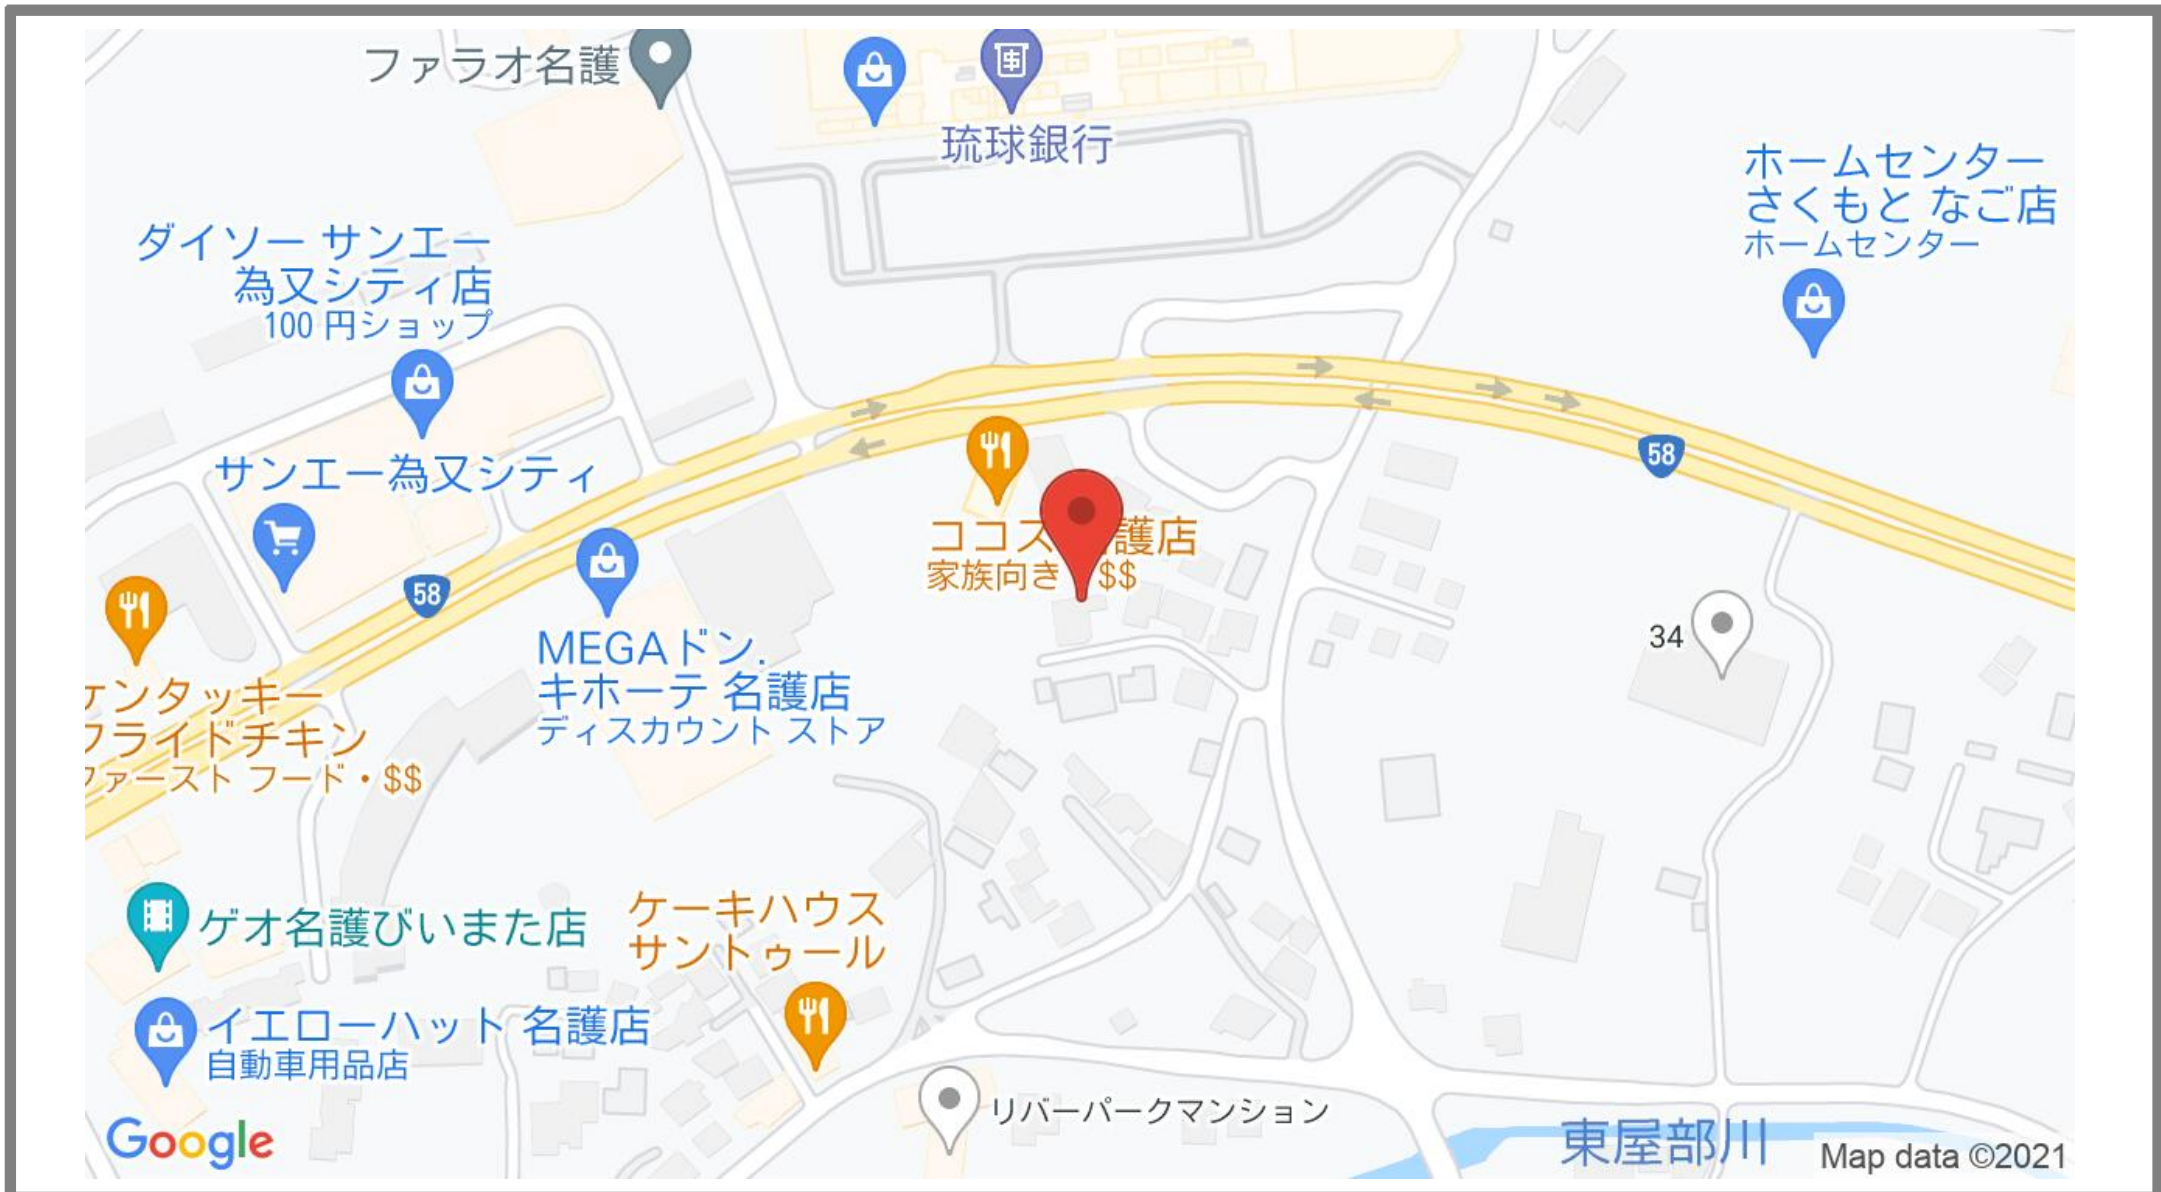 ファラオ名護
琉球銀行
ホームセンター
さくもと なご店
ホームセンター
ダイソー サンエー
為又シティ店
100 円ショップ
サンエー為又シティ
58
58
ココス
護店
家族向き
$$
MEGAドン.
キホーテ 名護店
ディスカウント ストア
34
ケンタッキー
フライドチキン
ファースト フード・$$
ゲオ名護びいまた店
ケーキハウス
サントゥール
イエローハット 名護店
自動車用品店
リバーパークマンション
東屋部川
Google
Map data ©2021